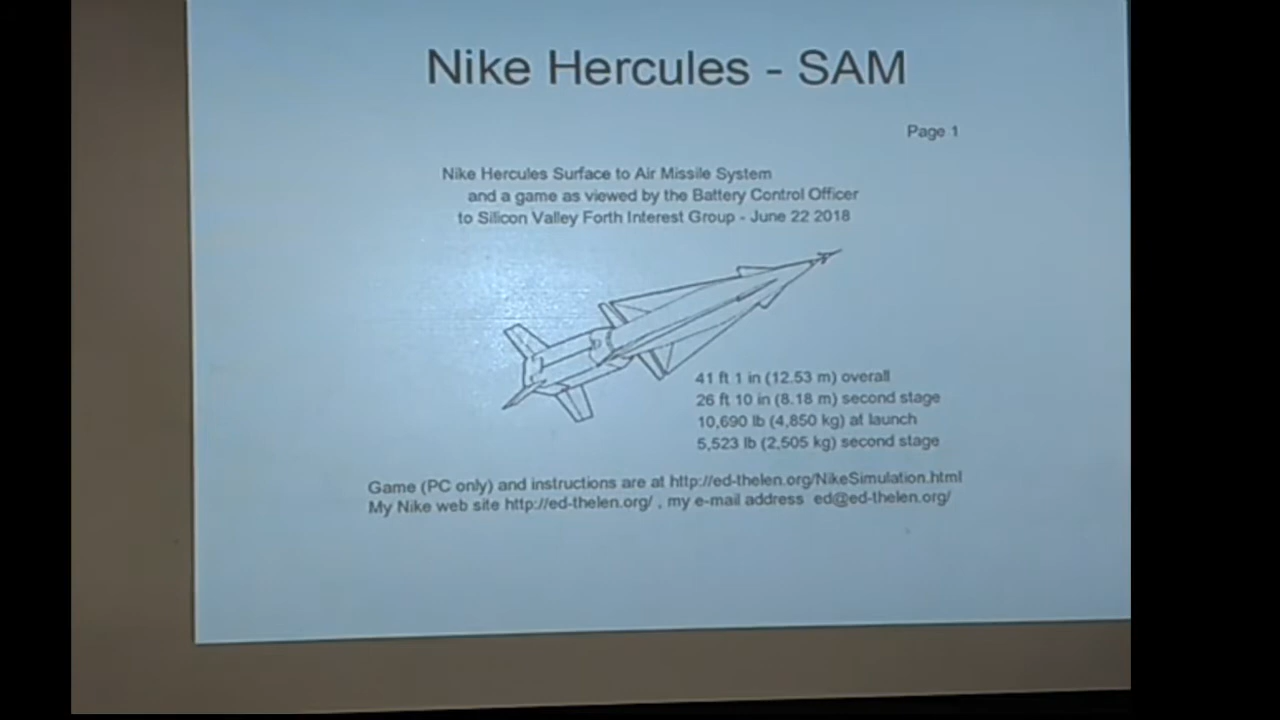 Nike Hercules - SAM
Page 1
Nike Hercules Surface to Air Missile System
and a game as viewed by the Battery Control Officer
to Silicon Valley Forth Interest Group - June 22 2018
41 ft 1 in (12.53 m) overall
26 ft 10 in (8.18 m) second stage
10,690 lb (4,850 kg) at launch
5,523 lb (2,505 kg) second stage
Game (PC only) and instructions are at http://ed-thelen.org/NikeSimulation.html
My Nike web site http://ed-thelen.org/ , my e-mail address ed@ed-thelen.org/